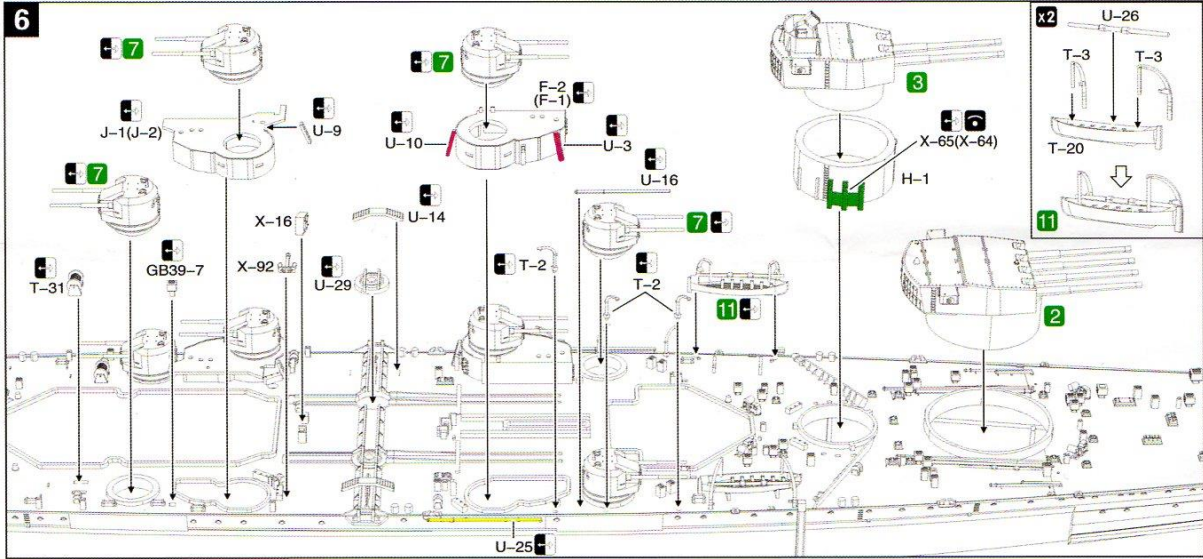 6
7
J-1(J-2)
U-9
7
F-2
(F-1)
U-10
U-3
U-16
3
X-65(X-64)
H-1
x2
U-26
T-3
T-3
T-20
11
7
T-31
GB39-7
X-16
X-92
U-14
U-29
T-2
7
T-2
11
2
U-25